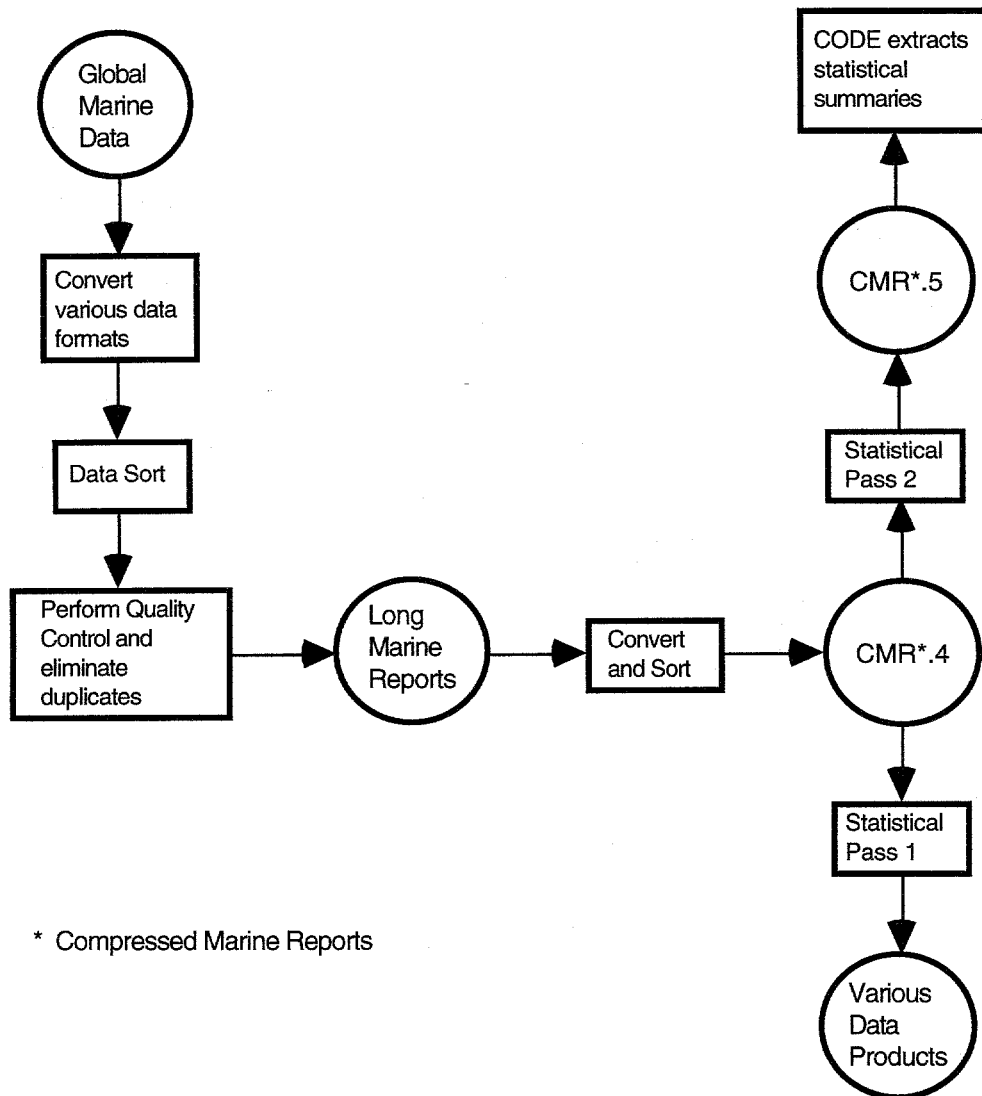 Global
Marine
Data
Convert
various data
formats
Data Sort
Perform Quality
Control and
eliminate
duplicates
Long
Marine
Reports
Convert
and Sort
CMR*.4
Statistical
Pass 2
CMR*.5
CODE extracts
statistical
summaries
Statistical
Pass 1
Various
Data
Products
* Compressed Marine Reports